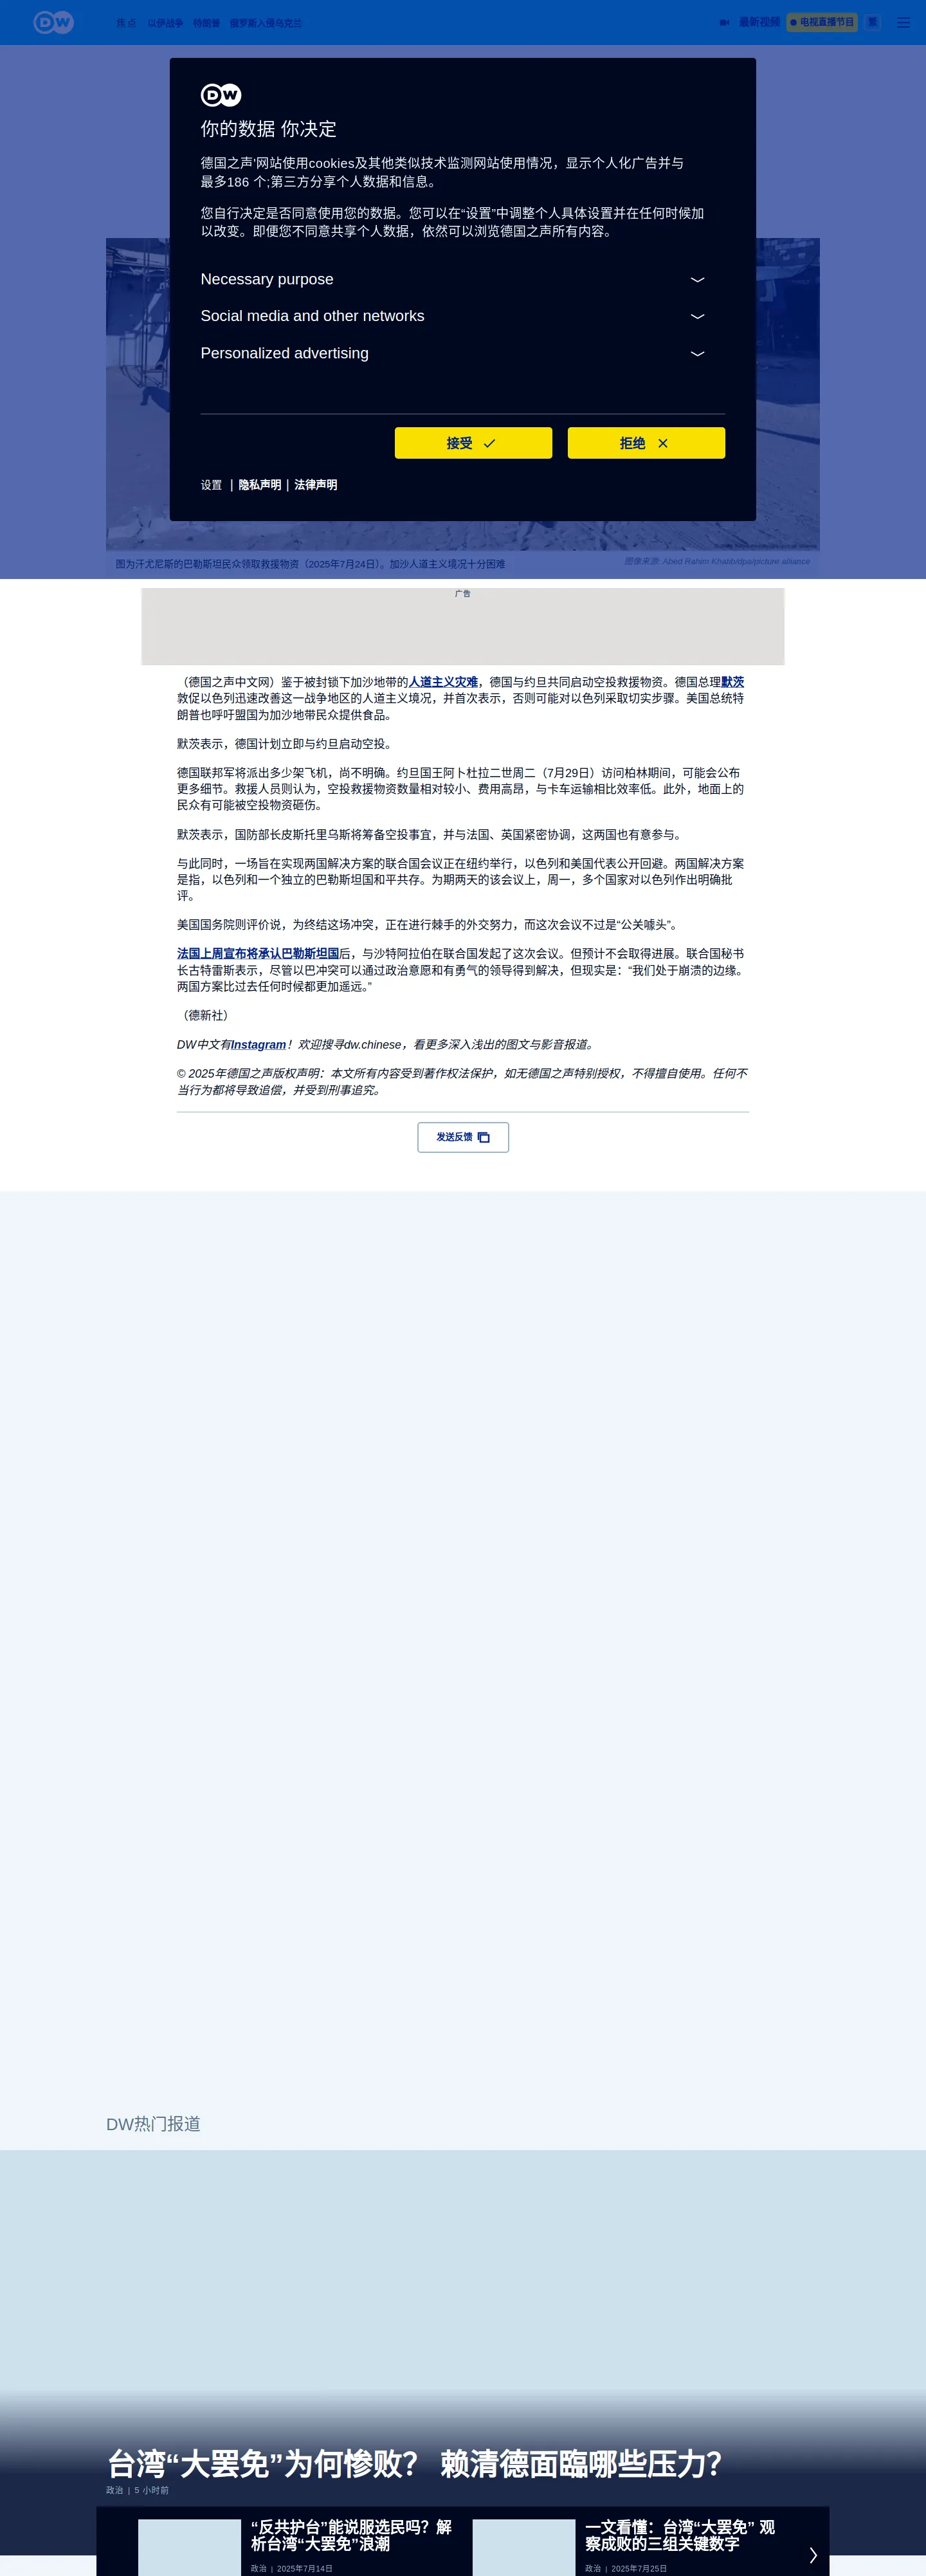 DW
焦点 以伊战争 特朗普 俄罗斯入侵乌克兰
最新视频 电视直播节目 繁
DW
你的数据 你决定
德国之声'网站使用cookies及其他类似技术监测网站使用情况，显示个人化广告并与
最多186 个;第三方分享个人数据和信息。
您自行决定是否同意使用您的数据。您可以在“设置”中调整个人具体设置并在任何时候加
以改变。即便您不同意共享个人数据，依然可以浏览德国之声所有内容。
Necessary purpose
Social media and other networks
Personalized advertising
接受 拒绝
设置 | 隐私声明 | 法律声明
图为汗尤尼斯的巴勒斯坦民众领取救援物资（2025年7月24日）。加沙人道主义境况十分困难
图像来源: Abed Rahim Khatib/dpa/picture alliance
广告
（德国之声中文网）鉴于被封锁下加沙地带的人道主义灾难，德国与约旦共同启动空投救援物资。德国总理默茨
敦促以色列迅速改善这一战争地区的人道主义境况，并首次表示，否则可能对以色列采取切实步骤。美国总统特
朗普也呼吁盟国为加沙地带民众提供食品。
默茨表示，德国计划立即与约旦启动空投。
德国联邦军将派出多少架飞机，尚不明确。约旦国王阿卜杜拉二世周二（7月29日）访问柏林期间，可能会公布
更多细节。救援人员则认为，空投救援物资数量相对较小、费用高昂，与卡车运输相比效率低。此外，地面上的
民众有可能被空投物资砸伤。
默茨表示，国防部长皮斯托里乌斯将筹备空投事宜，并与法国、英国紧密协调，这两国也有意参与。
与此同时，一场旨在实现两国解决方案的联合国会议正在纽约举行，以色列和美国代表公开回避。两国解决方案
是指，以色列和一个独立的巴勒斯坦国和平共存。为期两天的该会议上，周一，多个国家对以色列作出明确批
评。
美国国务院则评价说，为终结这场冲突，正在进行棘手的外交努力，而这次会议不过是“公关噱头”。
法国上周宣布将承认巴勒斯坦国后，与沙特阿拉伯在联合国发起了这次会议。但预计不会取得进展。联合国秘书
长古特雷斯表示，尽管以巴冲突可以通过政治意愿和有勇气的领导得到解决，但现实是：“我们处于崩溃的边缘。
两国方案比过去任何时候都更加遥远。”
（德新社）
DW中文有Instagram！欢迎搜寻dw.chinese，看更多深入浅出的图文与影音报道。
© 2025年德国之声版权声明：本文所有内容受到著作权法保护，如无德国之声特别授权，不得擅自使用。任何不
当行为都将导致追偿，并受到刑事追究。
发送反馈
DW热门报道
台湾“大罢免”为何惨败？ 赖清德面臨哪些压力？
政治 | 5 小时前
“反共护台”能说服选民吗？解
析台湾“大罢免”浪潮
政治 | 2025年7月14日
一文看懂：台湾“大罢免” 观
察成败的三组关键数字
政治 | 2025年7月25日